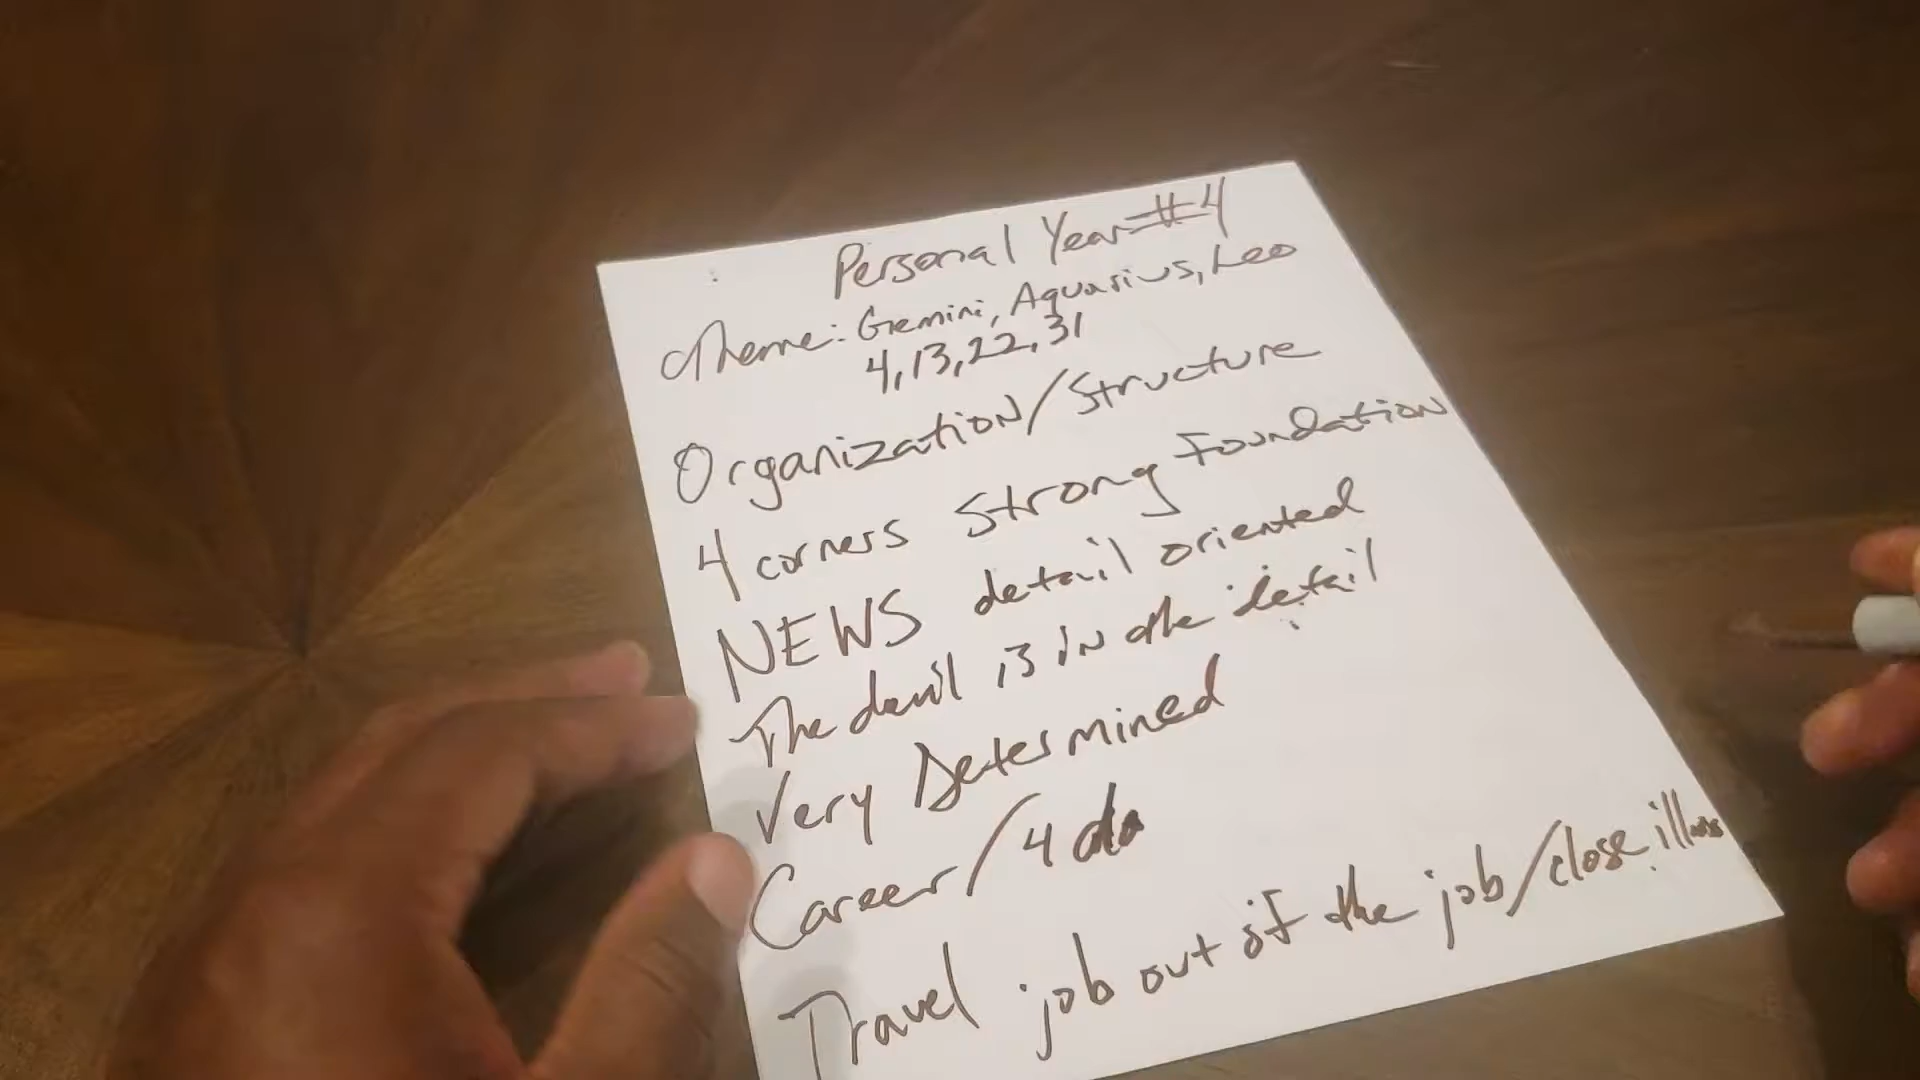 Personal Year #4
Theme: Gemini, Aquarius, Leo
4, 13, 22, 31
Organization/Structure
4 corners Strong Foundation
NEWS detail oriented
The devil is in the detail
Very Determined
Career/4
Travel job out of the job/close